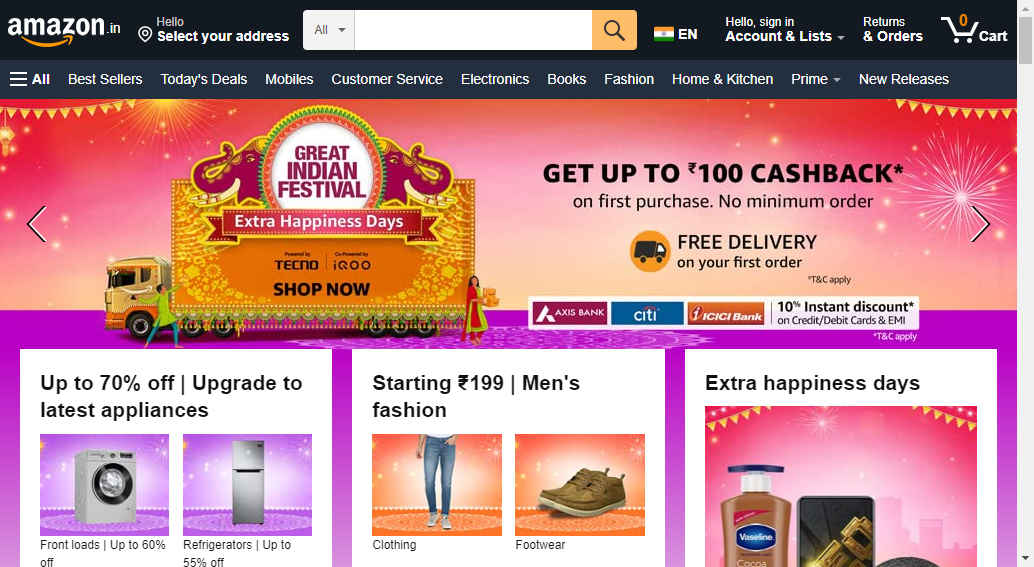 amazon.in
Hello
Select your address
All
EN
Hello, sign in
Account & Lists
Returns
& Orders
0
Cart
All
Best Sellers
Today's Deals
Mobiles
Customer Service
Electronics
Books
Fashion
Home & Kitchen
Prime
New Releases
GREAT
INDIAN
FESTIVAL
Extra Happiness Days
Powered by
TECNO
Co-Powered by
iQOO
SHOP NOW
GET UP TO ₹100 CASHBACK*
on first purchase. No minimum order
FREE DELIVERY
on your first order
*T&C apply
AXIS BANK
citi
ICICI Bank
10% Instant discount*
on Credit/Debit Cards & EMI
*T&C apply
Up to 70% off | Upgrade to
latest appliances
Front loads | Up to 60%
off
Refrigerators | Up to
55% off
Starting ₹199 | Men's
fashion
Clothing
Footwear
Extra happiness days
Vaseline
Cocoa